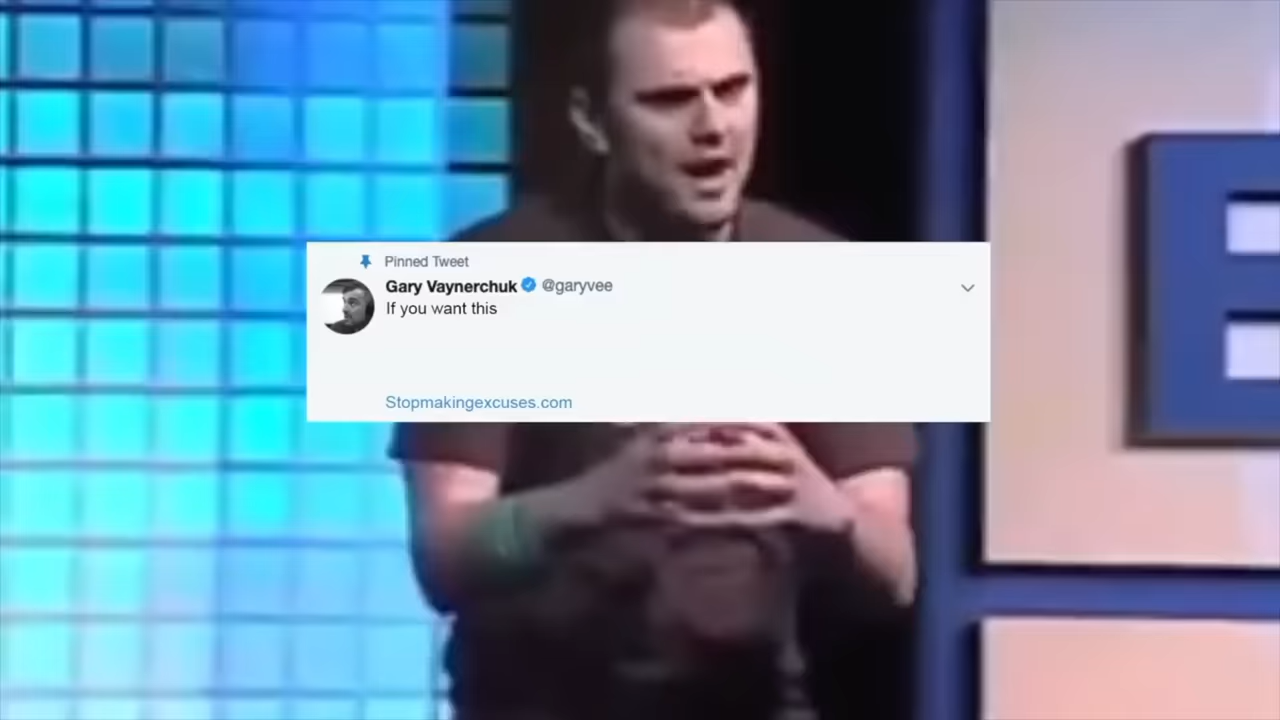 Pinned Tweet
Gary Vaynerchuk @garyvee
If you want this
Stopmakingexcuses.com
E